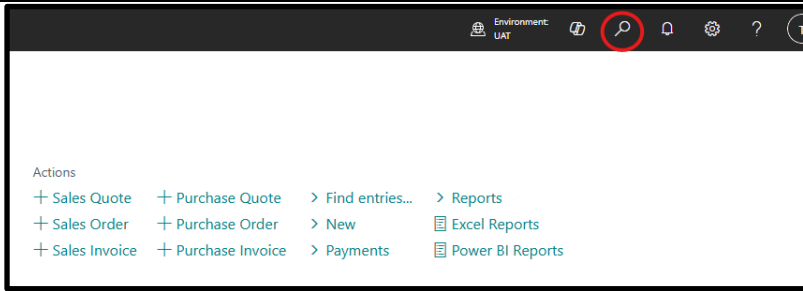 Environment:
UAT
?
T
Actions
+ Sales Quote + Purchase Quote > Find entries... > Reports
+ Sales Order + Purchase Order > New Excel Reports
+ Sales Invoice + Purchase Invoice > Payments Power BI Reports